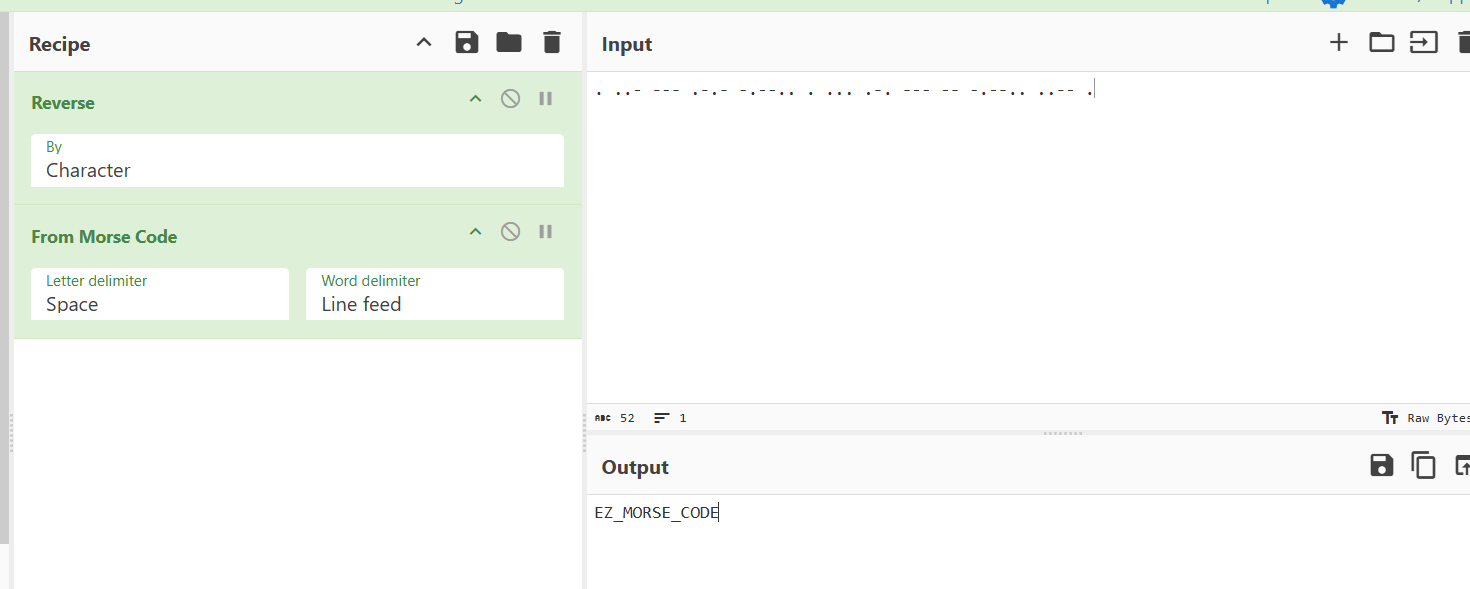 Recipe
Reverse
By
Character
From Morse Code
Letter delimiter
Space
Word delimiter
Line feed
Input
. ..- --- .-.- -.--.. . ... .-. --- -- -.--.. ..-- .
ABC 52 1
Raw Bytes
Output
EZ_MORSE_CODE